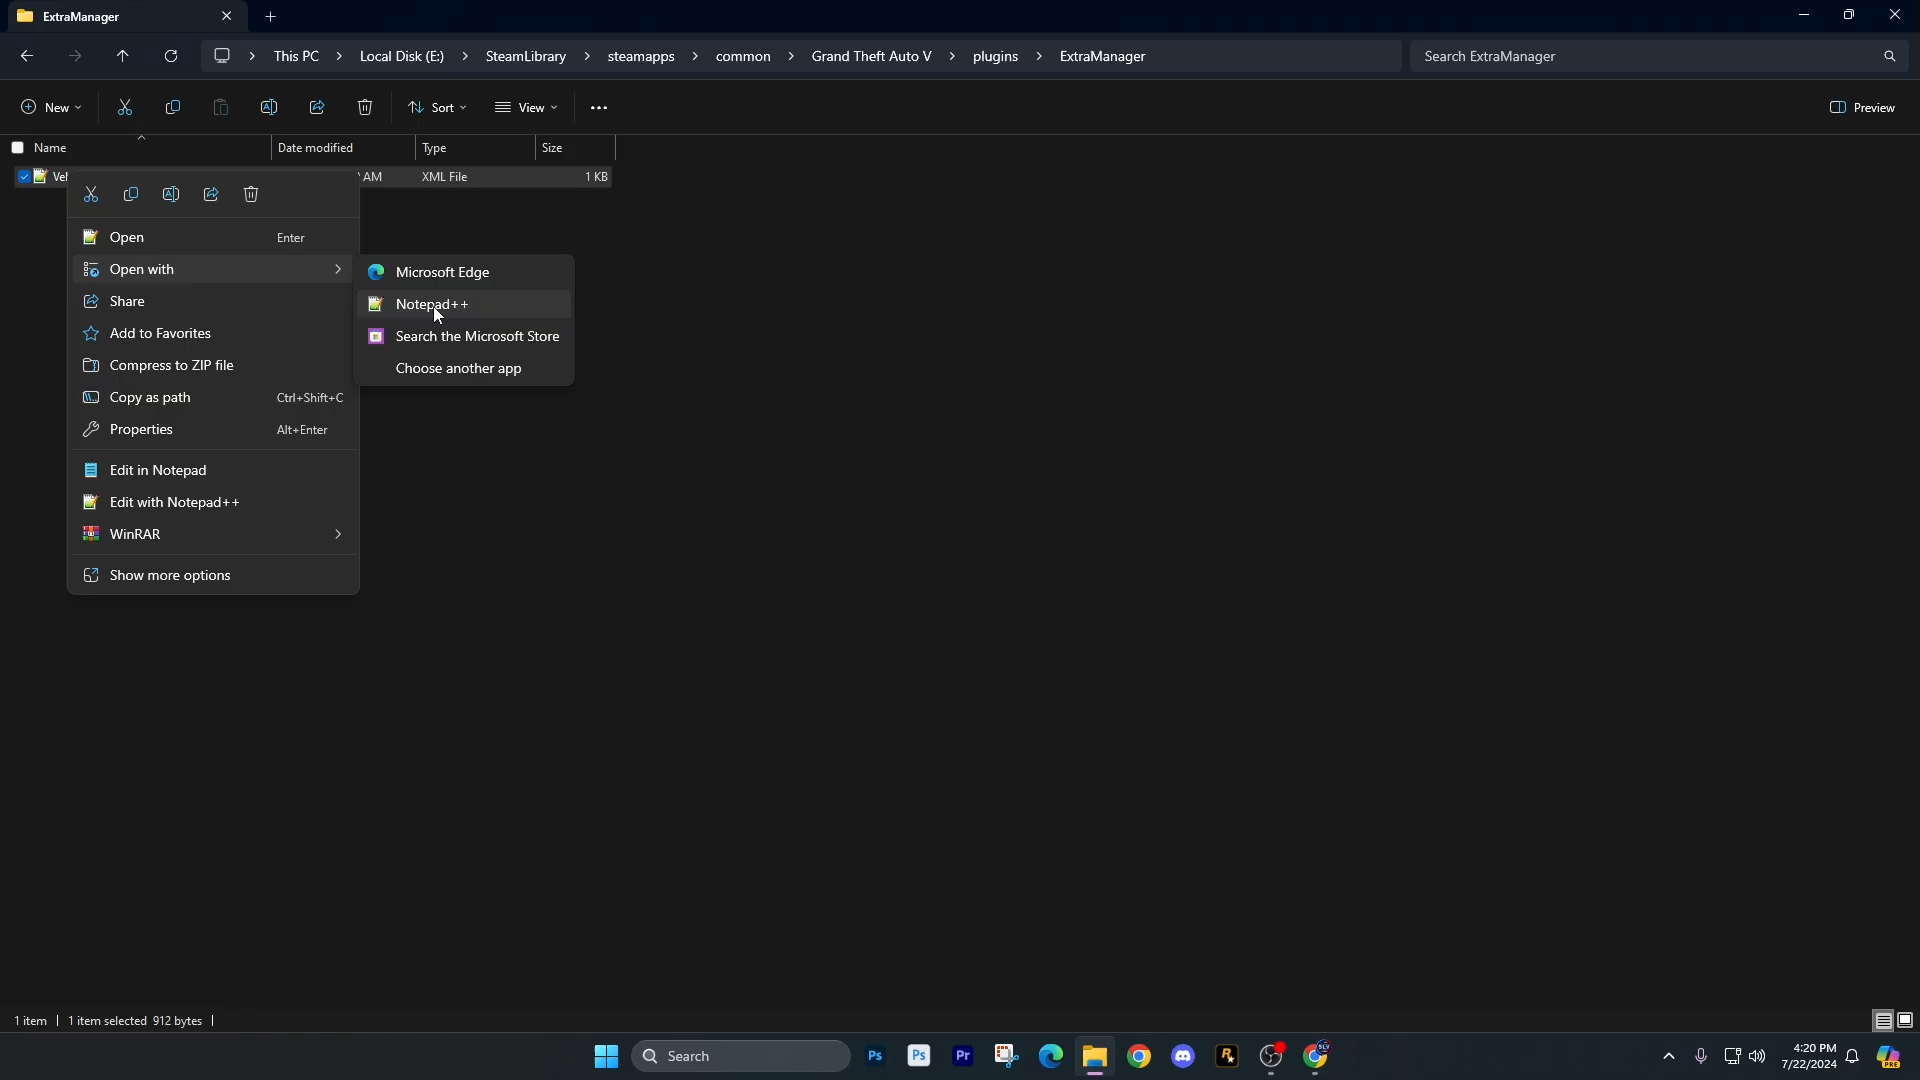 ExtraManager
This PC > Local Disk (E:) > SteamLibrary > steamapps > common > Grand Theft Auto V > plugins > ExtraManager
Search ExtraManager
New
Sort
View
Preview
Name
Date modified
Type
Size
AM
XML File
1 KB
Open Enter
Open with
Share
Add to Favorites
Compress to ZIP file
Copy as path Ctrl+Shift+C
Properties Alt+Enter
Edit in Notepad
Edit with Notepad++
WinRAR
Show more options
Microsoft Edge
Notepad++
Search the Microsoft Store
Choose another app
1 item
1 item selected 912 bytes
Search
Ps
Ps
Pr
4:20 PM
7/22/2024
PRE